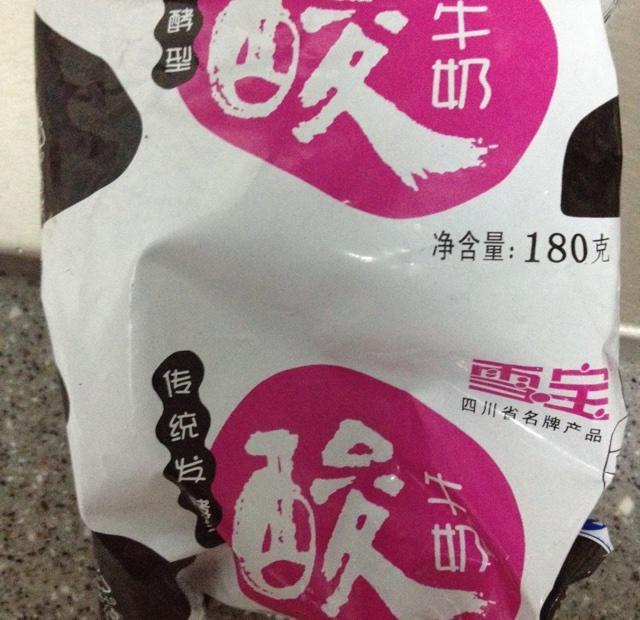 酵型
酸
牛奶
净含量：180克
雪宝
四川省名牌产品
传统发
酸
牛奶